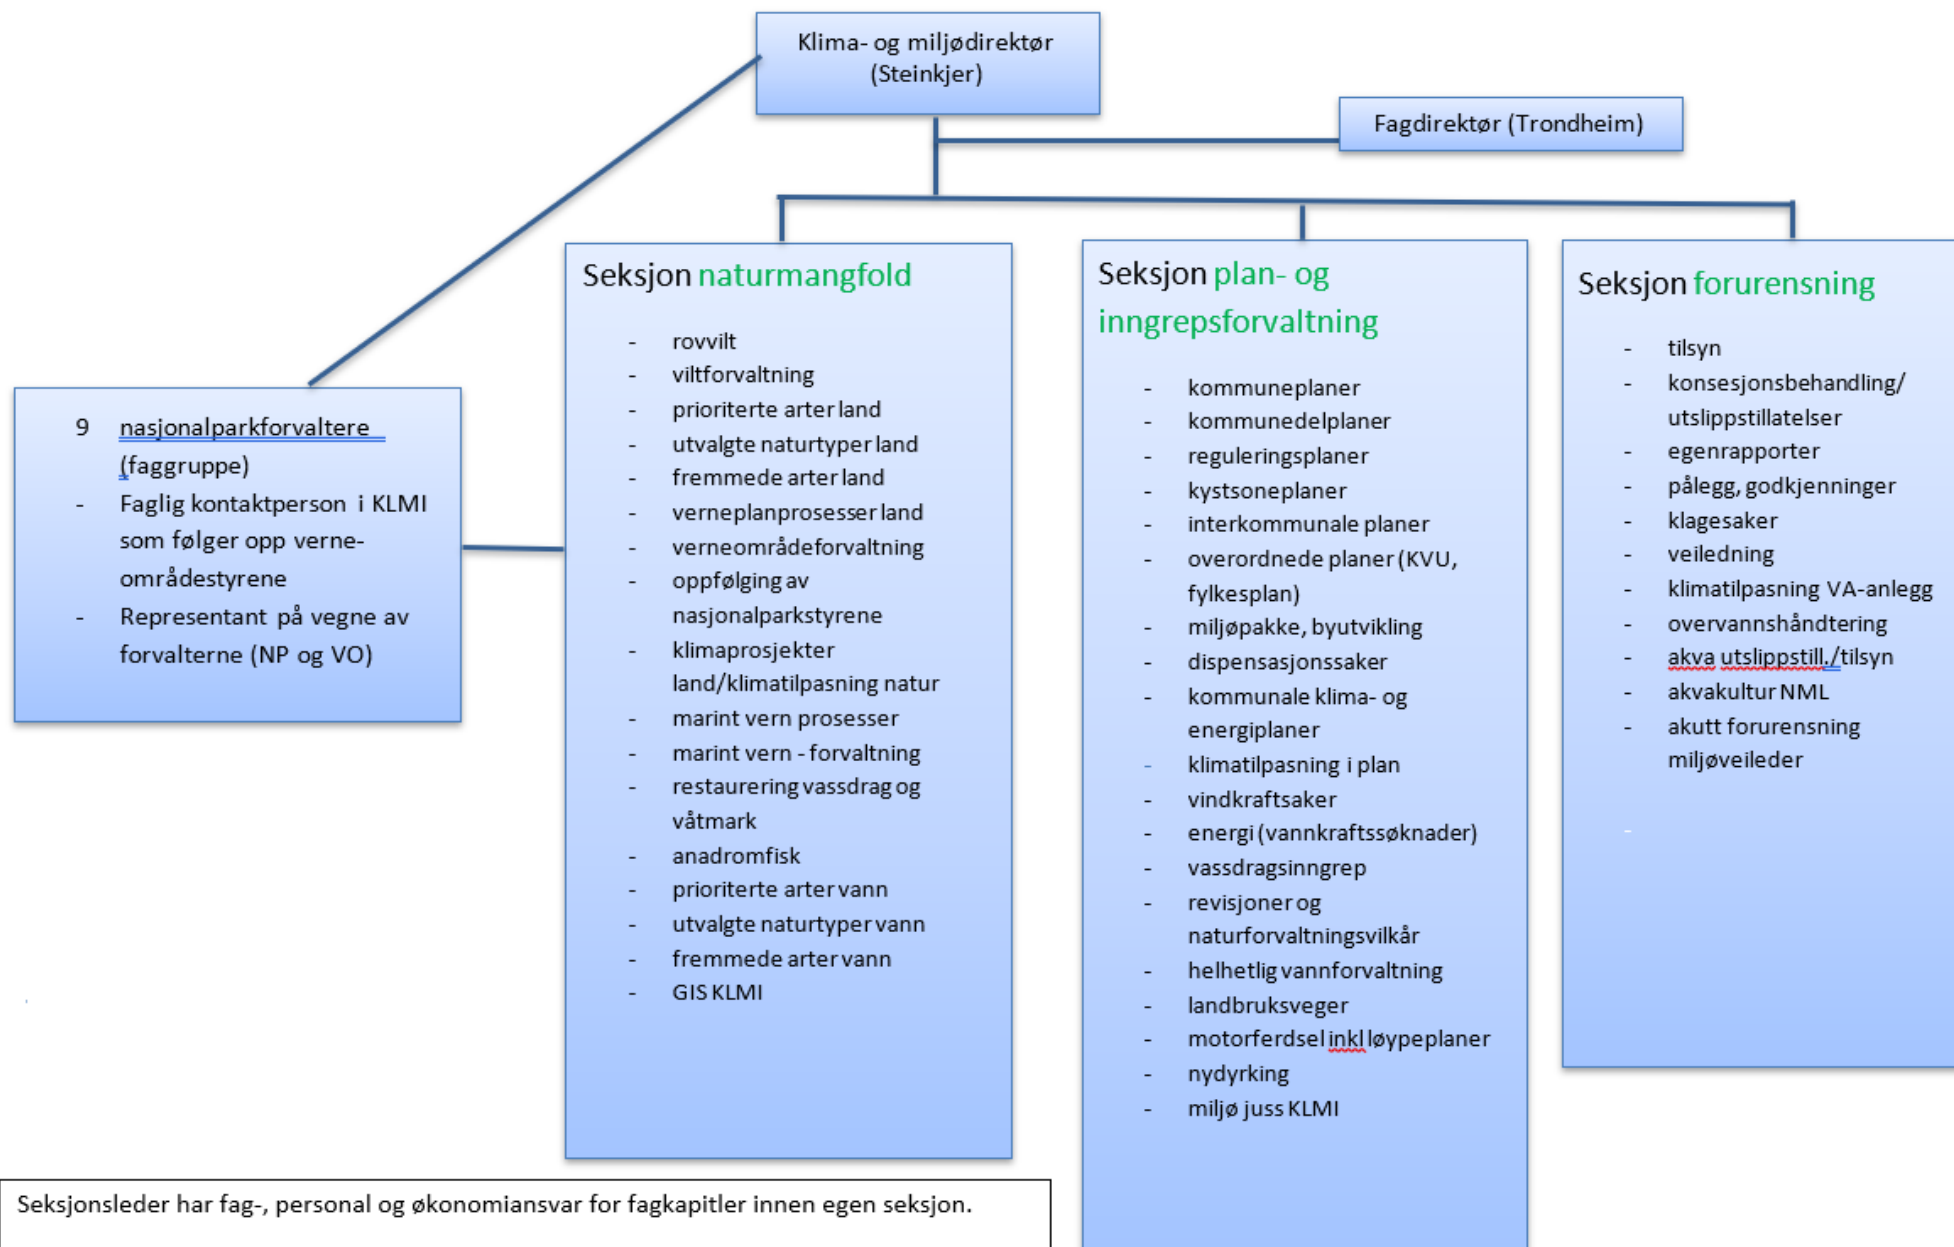 Klima- og miljødirektør
(Steinkjer)
Fagdirektør (Trondheim)
9 nasjonalparkforvaltere
(faggruppe)
- Faglig kontaktperson i KLMI
som følger opp verne-
områdestyrene
- Representant på vegne av
forvalterne (NP og VO)
Seksjon naturmangfold
- rovvilt
- viltforvaltning
- prioriterte arter land
- utvalgte naturtyper land
- fremmede arter land
- verneplanprosesser land
- verneområdeforvaltning
- oppfølging av
nasjonalparkstyrene
- klimaprosjekter
land/klimatilpasning natur
- marint vern prosesser
- marint vern - forvaltning
- restaurering vassdrag og
våtmark
- anadromfisk
- prioriterte arter vann
- utvalgte naturtyper vann
- fremmede arter vann
- GIS KLMI
Seksjon plan- og
inngrepsforvaltning
- kommuneplaner
- kommunedelplaner
- reguleringsplaner
- kystsoneplaner
- interkommunale planer
- overordnede planer (KVU,
fylkesplan)
- miljøpakke, byutvikling
- dispensasjonssaker
- kommunale klima- og
energiplaner
- klimatilpasning i plan
- vindkraftsaker
- energi (vannkraftssøknader)
- vassdragsinngrep
- revisjoner og
naturforvaltningsvilkår
- helhetlig vannforvaltning
- landbruksveger
- motorferdsel inkl løypeplaner
- nydyrking
- miljø juss KLMI
Seksjon forurensning
- tilsyn
- konsesjonsbehandling/
utslippstillatelser
- egenrapporter
- pålegg, godkjenninger
- klagesaker
- veiledning
- klimatilpasning VA-anlegg
- overvannshåndtering
- akva utslippstill./tilsyn
- akvakultur NML
- akutt forurensning
miljøveileder
-
Seksjonsleder har fag-, personal og økonomiansvar for fagkapitler innen egen seksjon.